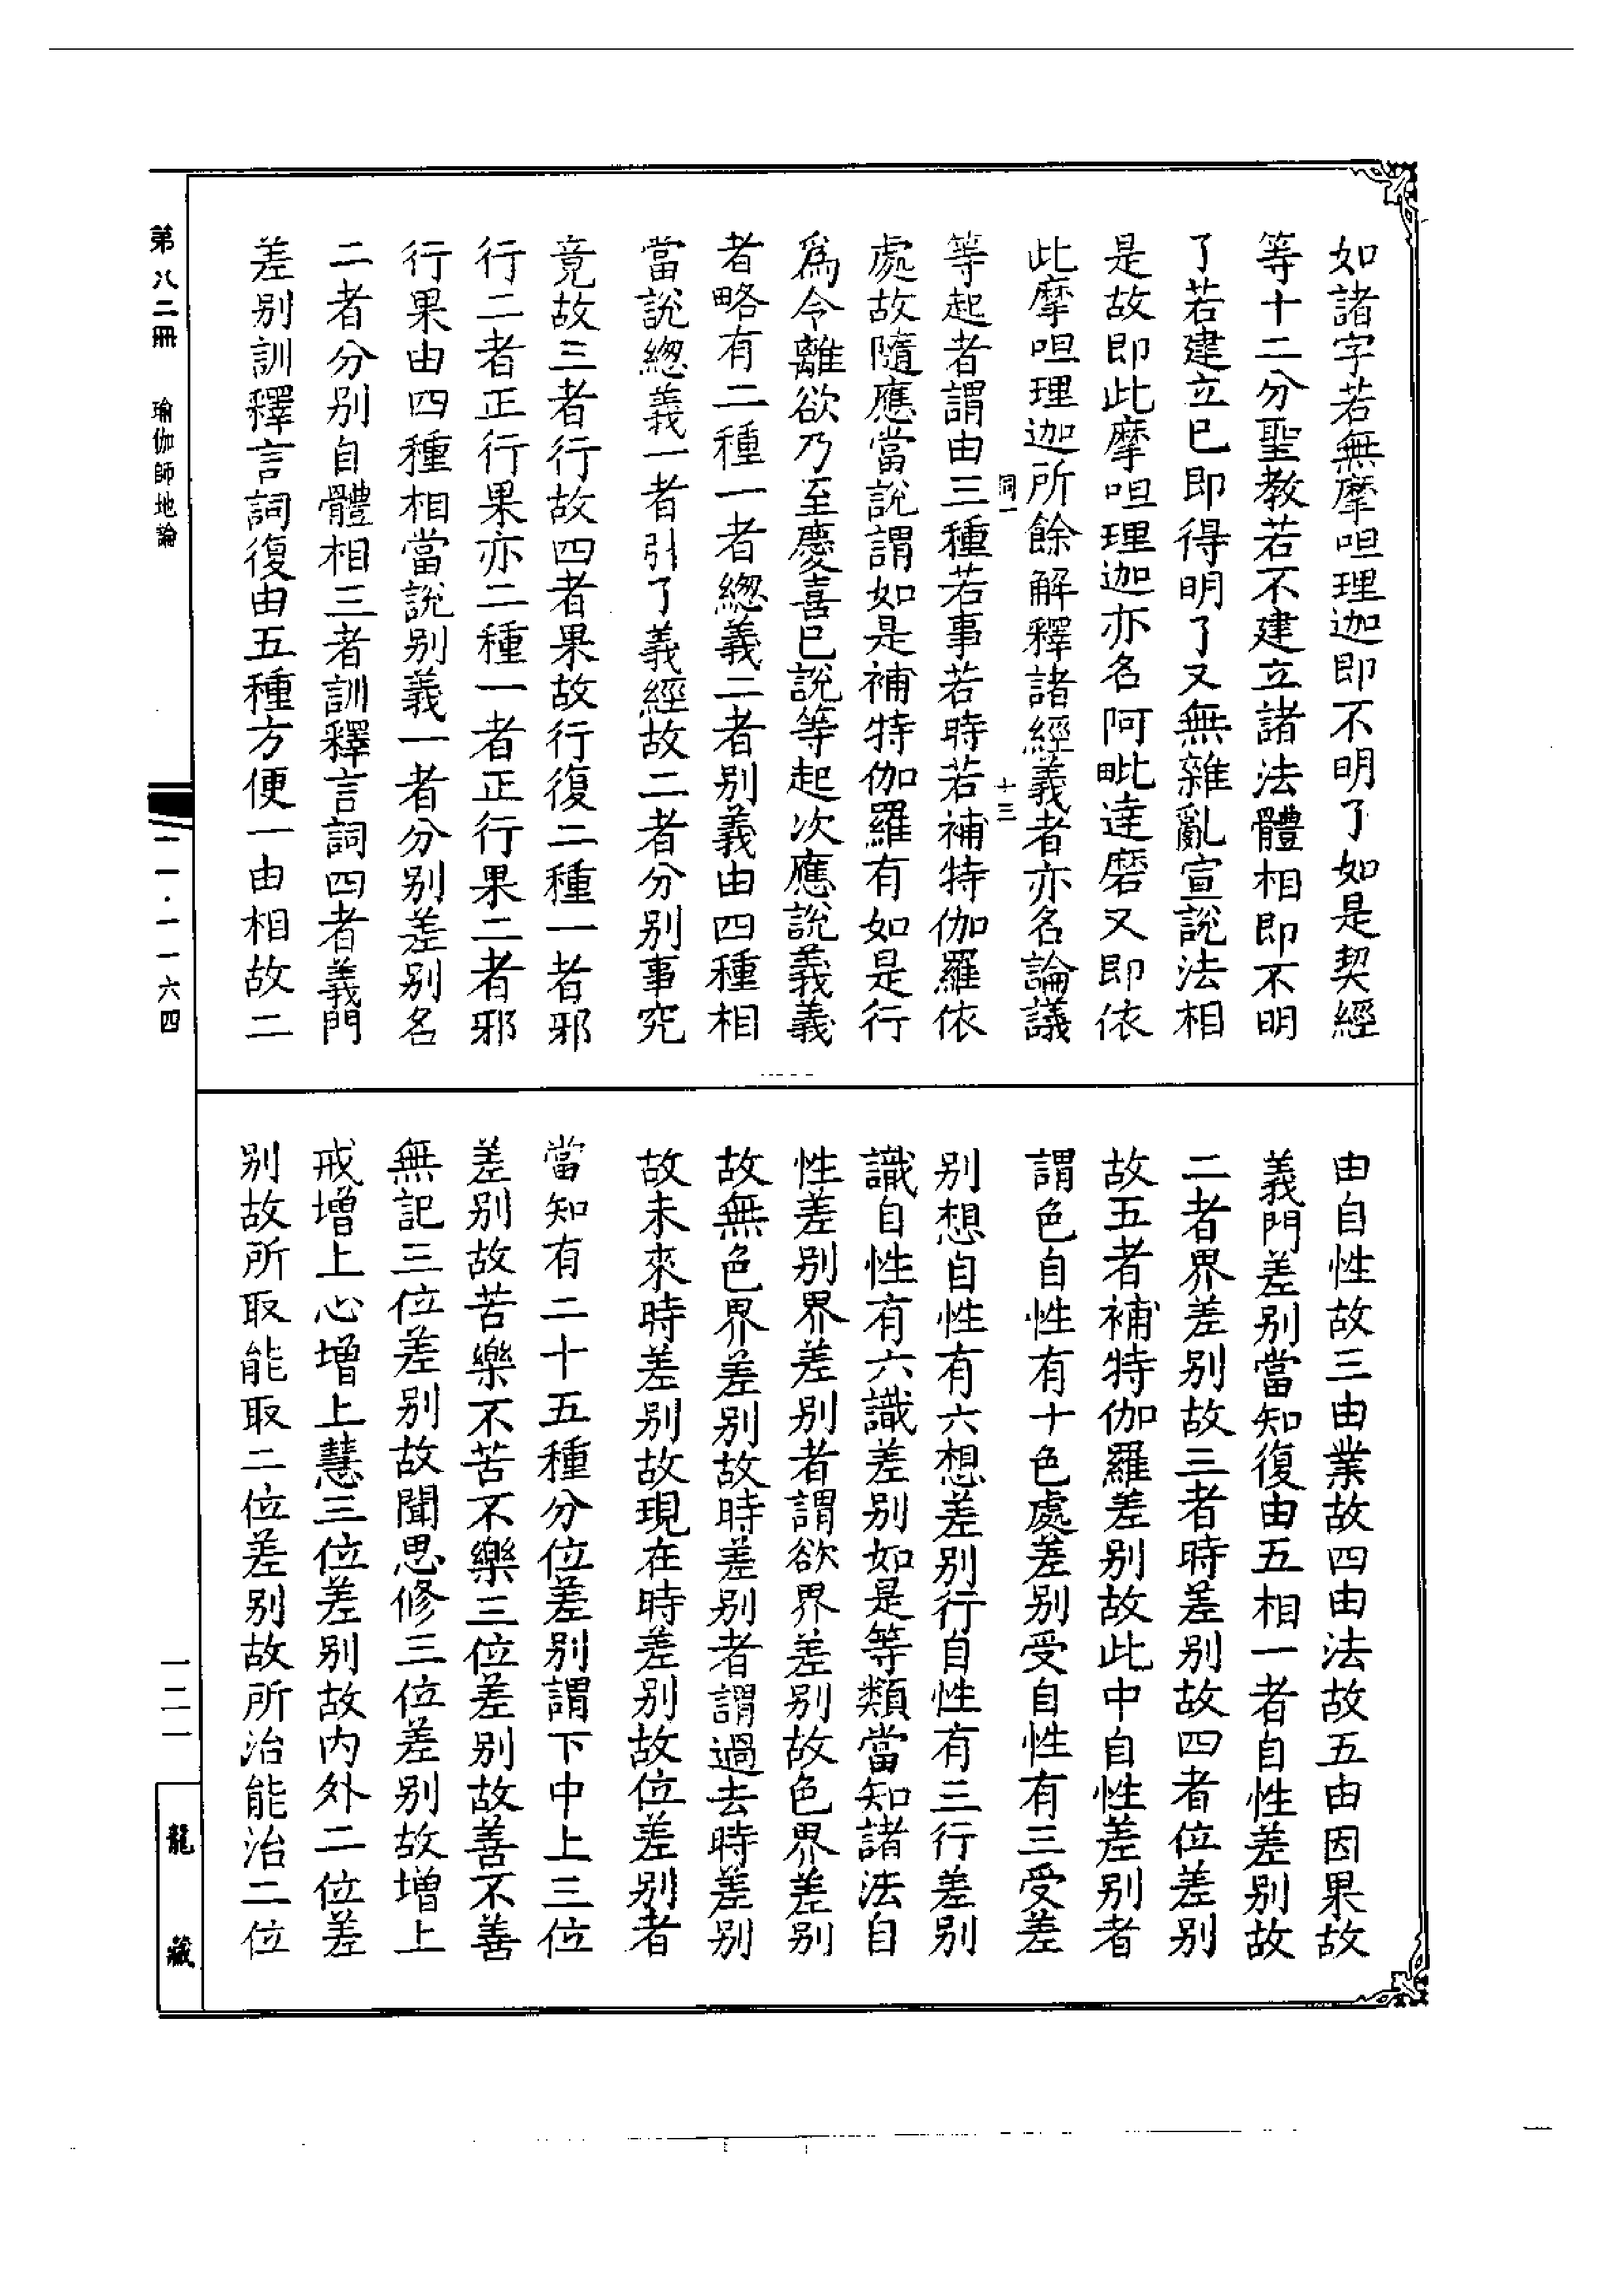 如諸字若無摩呾理迦即不明了如是契經
等十二分聖教若不建立諸法體相即不明
了若建立已即得明了又無雜亂宣說法相
是故即此摩呾理迦亦名阿毗達磨又即依
此摩呾理迦所餘解釋諸經義者亦名論議
洞一 十三
等起者謂由三種若事若時若補特伽羅依
處故隨應當說謂如是補特伽羅有如是行
爲令離欲乃至慶喜已說等起次應說義義
者略有二種一者緫義二者別義由四種相
當說緫義一者引了義經故二者分別事究
竟故三者行故四者果故行復二種一者邪
行二者正行果亦二種一者正行果二者邪
行果由四種相當說別義一者分別差別名
二者分別自體相三者訓釋言詞四者義門
差別訓釋言詞復由五種方便一由相故二
由自性故三由業故四由法故五由因果故
義門差別當知復由五相一者自性差別故
二者界差別故三者時差別故四者位差別
故五者補特伽羅差別故此中自性差別者
謂色自性有十色處差別受自性有三受差
別想自性有六想差別行自性有三行差別
識自性有六識差別如是等類當知諸法自
性差別界差別者謂欲界差別故色界差別
故無色界差別故時差別者謂過去時差別
故未來時差別故現在時差別故位差別者
當知有二十五種分位差別謂下中上三位
差別故苦樂不苦不樂三位差別故善不善
無記三位差別故聞思修三位差別故增上
戒增上心增上慧三位差別故內外二位差
別故所取能取二位差別故所治能治二位
第八二冊 瑜伽師地論
一一·一一六四
一二一
龍藏